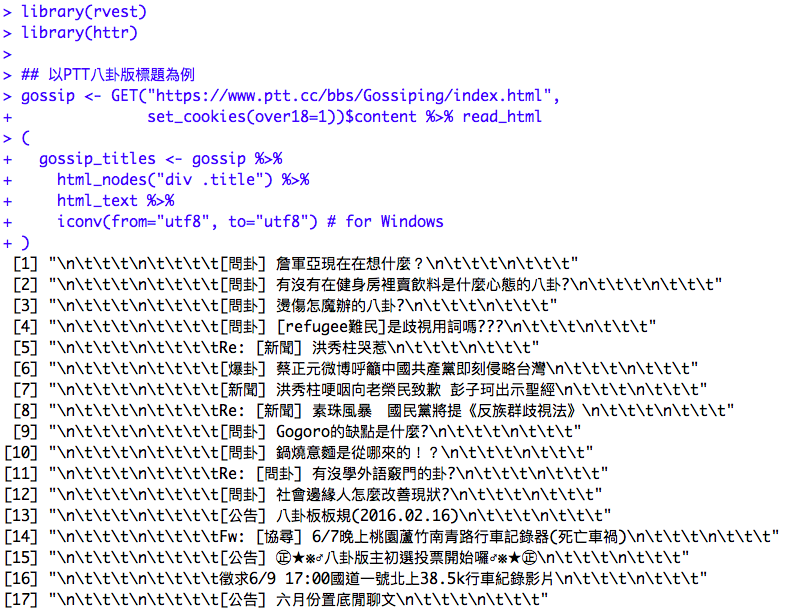 > library(rvest)
> library(httr)
>
> ## 以PTT八卦版標題為例
> gossip <- GET("https://www.ptt.cc/bbs/Gossiping/index.html",
+               set_cookies(over18=1))$content %>% read_html
> (
+   gossip_titles <- gossip %>%
+     html_nodes("div .title") %>%
+     html_text %>%
+     iconv(from="utf8", to="utf8") # for Windows
+ )
 [1] "\n\t\t\t\n\t\t\t\t[問卦] 詹軍亞現在在想什麼？\n\t\t\t\n\t\t\t"
 [2] "\n\t\t\t\n\t\t\t\t[問卦] 有沒有在健身房裡賣飲料是什麼心態的八卦?\n\t\t\t\n\t\t\t"
 [3] "\n\t\t\t\n\t\t\t\t[問卦] 燙傷怎魔辦的八卦?\n\t\t\t\n\t\t\t"
 [4] "\n\t\t\t\n\t\t\t\t[問卦] [refugee難民]是歧視用詞嗎???\n\t\t\t\n\t\t\t"
 [5] "\n\t\t\t\n\t\t\t\tRe: [新聞] 洪秀柱哭惹\n\t\t\t\n\t\t\t"
 [6] "\n\t\t\t\n\t\t\t\t[爆卦] 蔡正元微博呼籲中國共產黨即刻侵略台灣\n\t\t\t\n\t\t\t"
 [7] "\n\t\t\t\n\t\t\t\t[新聞] 洪秀柱哽咽向老榮民致歉 彭子珂出示聖經\n\t\t\t\n\t\t\t"
 [8] "\n\t\t\t\n\t\t\t\tRe: [新聞] 素珠風暴　國民黨將提《反族群歧視法》\n\t\t\t\n\t\t\t"
 [9] "\n\t\t\t\n\t\t\t\t[問卦] Gogoro的缺點是什麼?\n\t\t\t\n\t\t\t"
[10] "\n\t\t\t\n\t\t\t\t[問卦] 鍋燒意麵是從哪來的！？\n\t\t\t\n\t\t\t"
[11] "\n\t\t\t\n\t\t\t\tRe: [問卦] 有沒學外語竅門的卦?\n\t\t\t\n\t\t\t"
[12] "\n\t\t\t\n\t\t\t\t[問卦] 社會邊緣人怎麼改善現狀?\n\t\t\t\n\t\t\t"
[13] "\n\t\t\t\n\t\t\t\t[公告] 八卦板板規(2016.02.16)\n\t\t\t\n\t\t\t"
[14] "\n\t\t\t\n\t\t\t\tFw: [協尋] 6/7晚上桃園蘆竹南青路行車記錄器(死亡車禍)\n\t\t\t\n\t\t\t"
[15] "\n\t\t\t\n\t\t\t\t[公告] ㊣★※♂八卦版主初選投票開始囉♂※★㊣\n\t\t\t\n\t\t\t"
[16] "\n\t\t\t\n\t\t\t\t徵求6/9 17:00國道一號北上38.5k行車紀錄影片\n\t\t\t\n\t\t\t"
[17] "\n\t\t\t\n\t\t\t\t[公告] 六月份置底閒聊文\n\t\t\t\n\t\t\t"